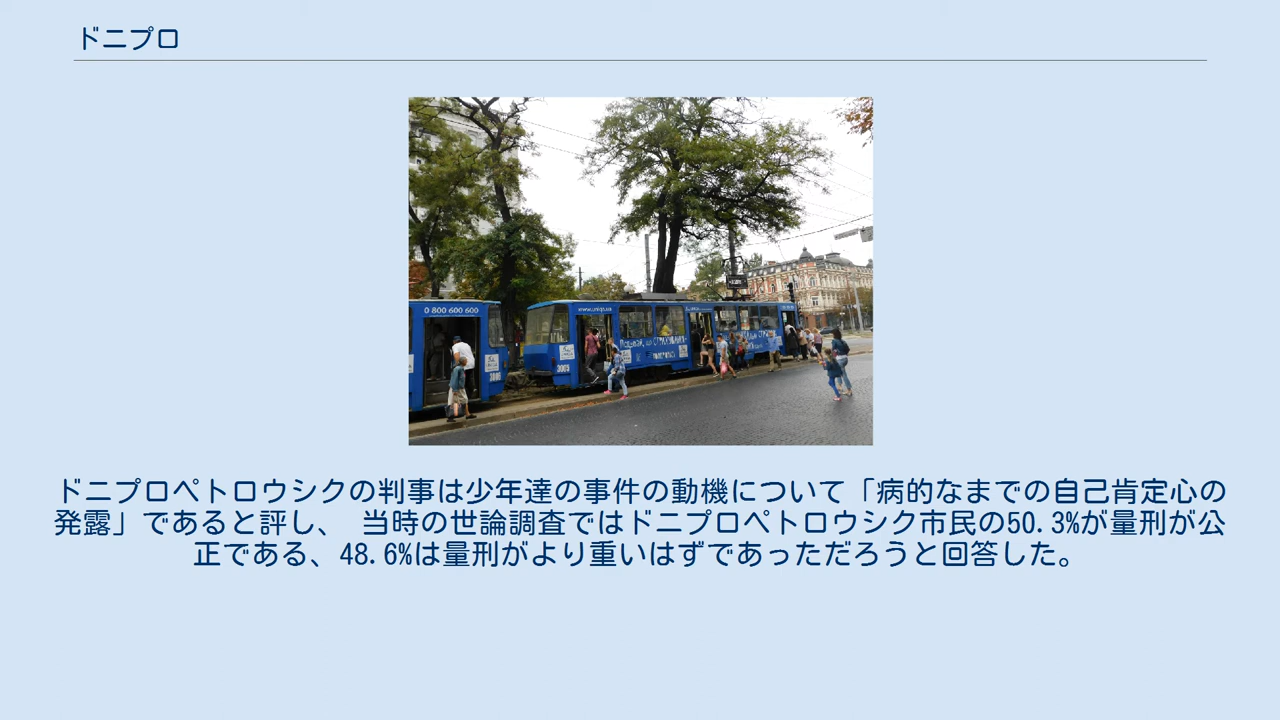 ドニプロ
0 800 600 600
www.uniqa.ua
3006
3005
ドニプロペトロウシクの判事は少年達の事件の動機について「病的なまでの自己肯定心の
発露」であると評し、 当時の世論調査ではドニプロペトロウシク市民の50.3%が量刑が公
正である、48.6%は量刑がより重いはずであっただろうと回答した。